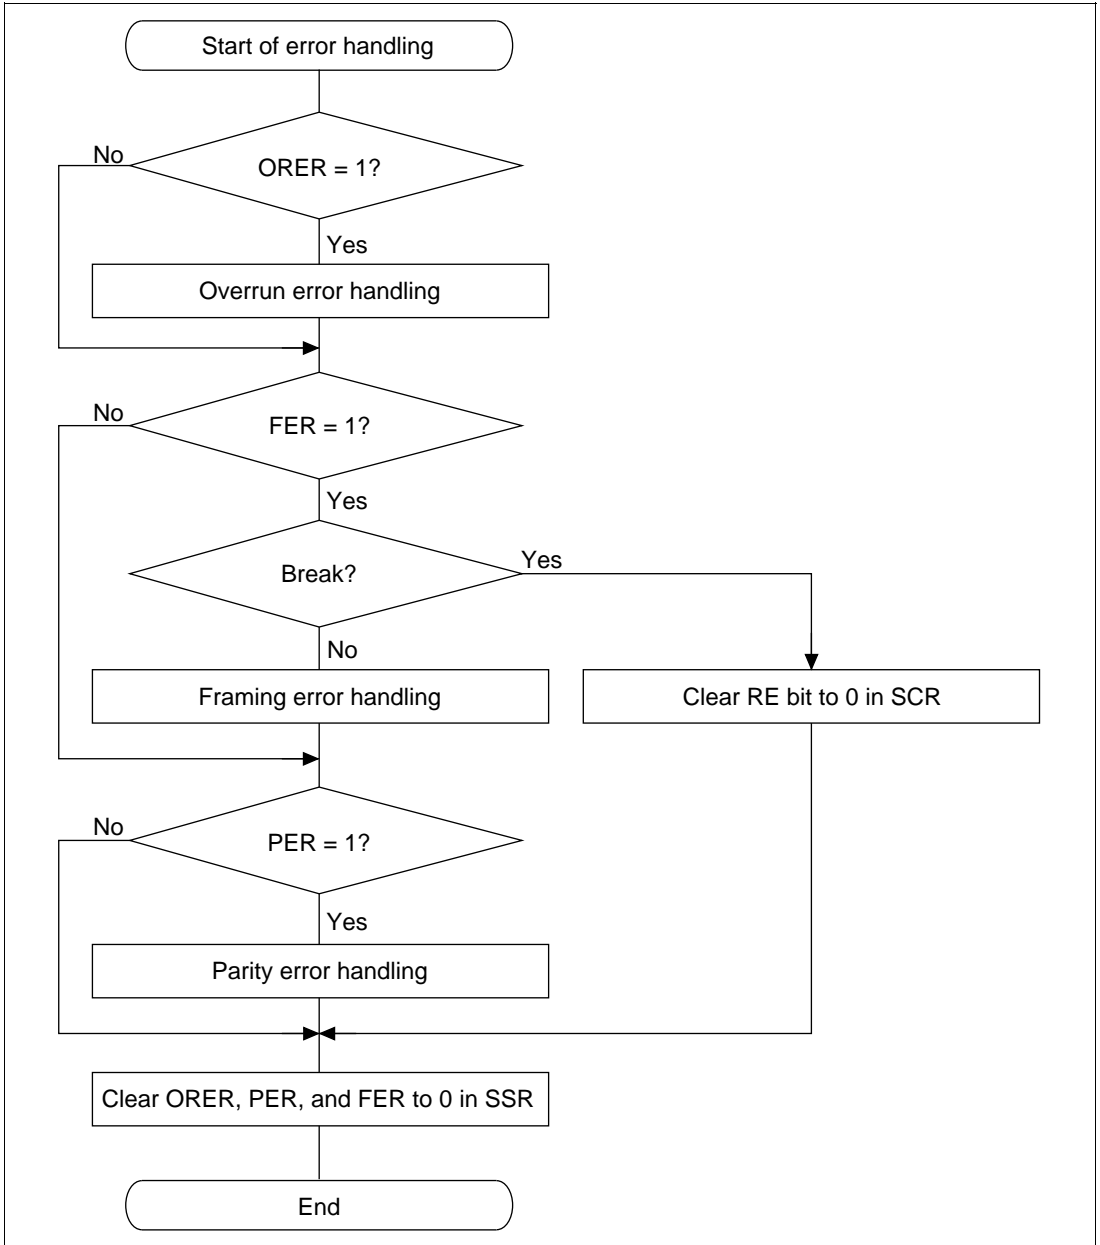 Start of error handling
No
ORER = 1?
Yes
Overrun error handling
No
FER = 1?
Yes
Break?
Yes
No
Framing error handling
Clear RE bit to 0 in SCR
No
PER = 1?
Yes
Parity error handling
Clear ORER, PER, and FER to 0 in SSR
End